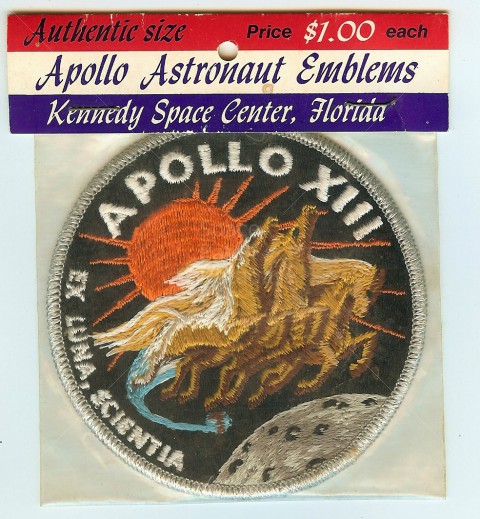 Authentic size Price $1.00 each
Apollo Astronaut Emblems
Kennedy Space Center, Florida
APOLLO XIII
EX LUNA, SCIENTIA